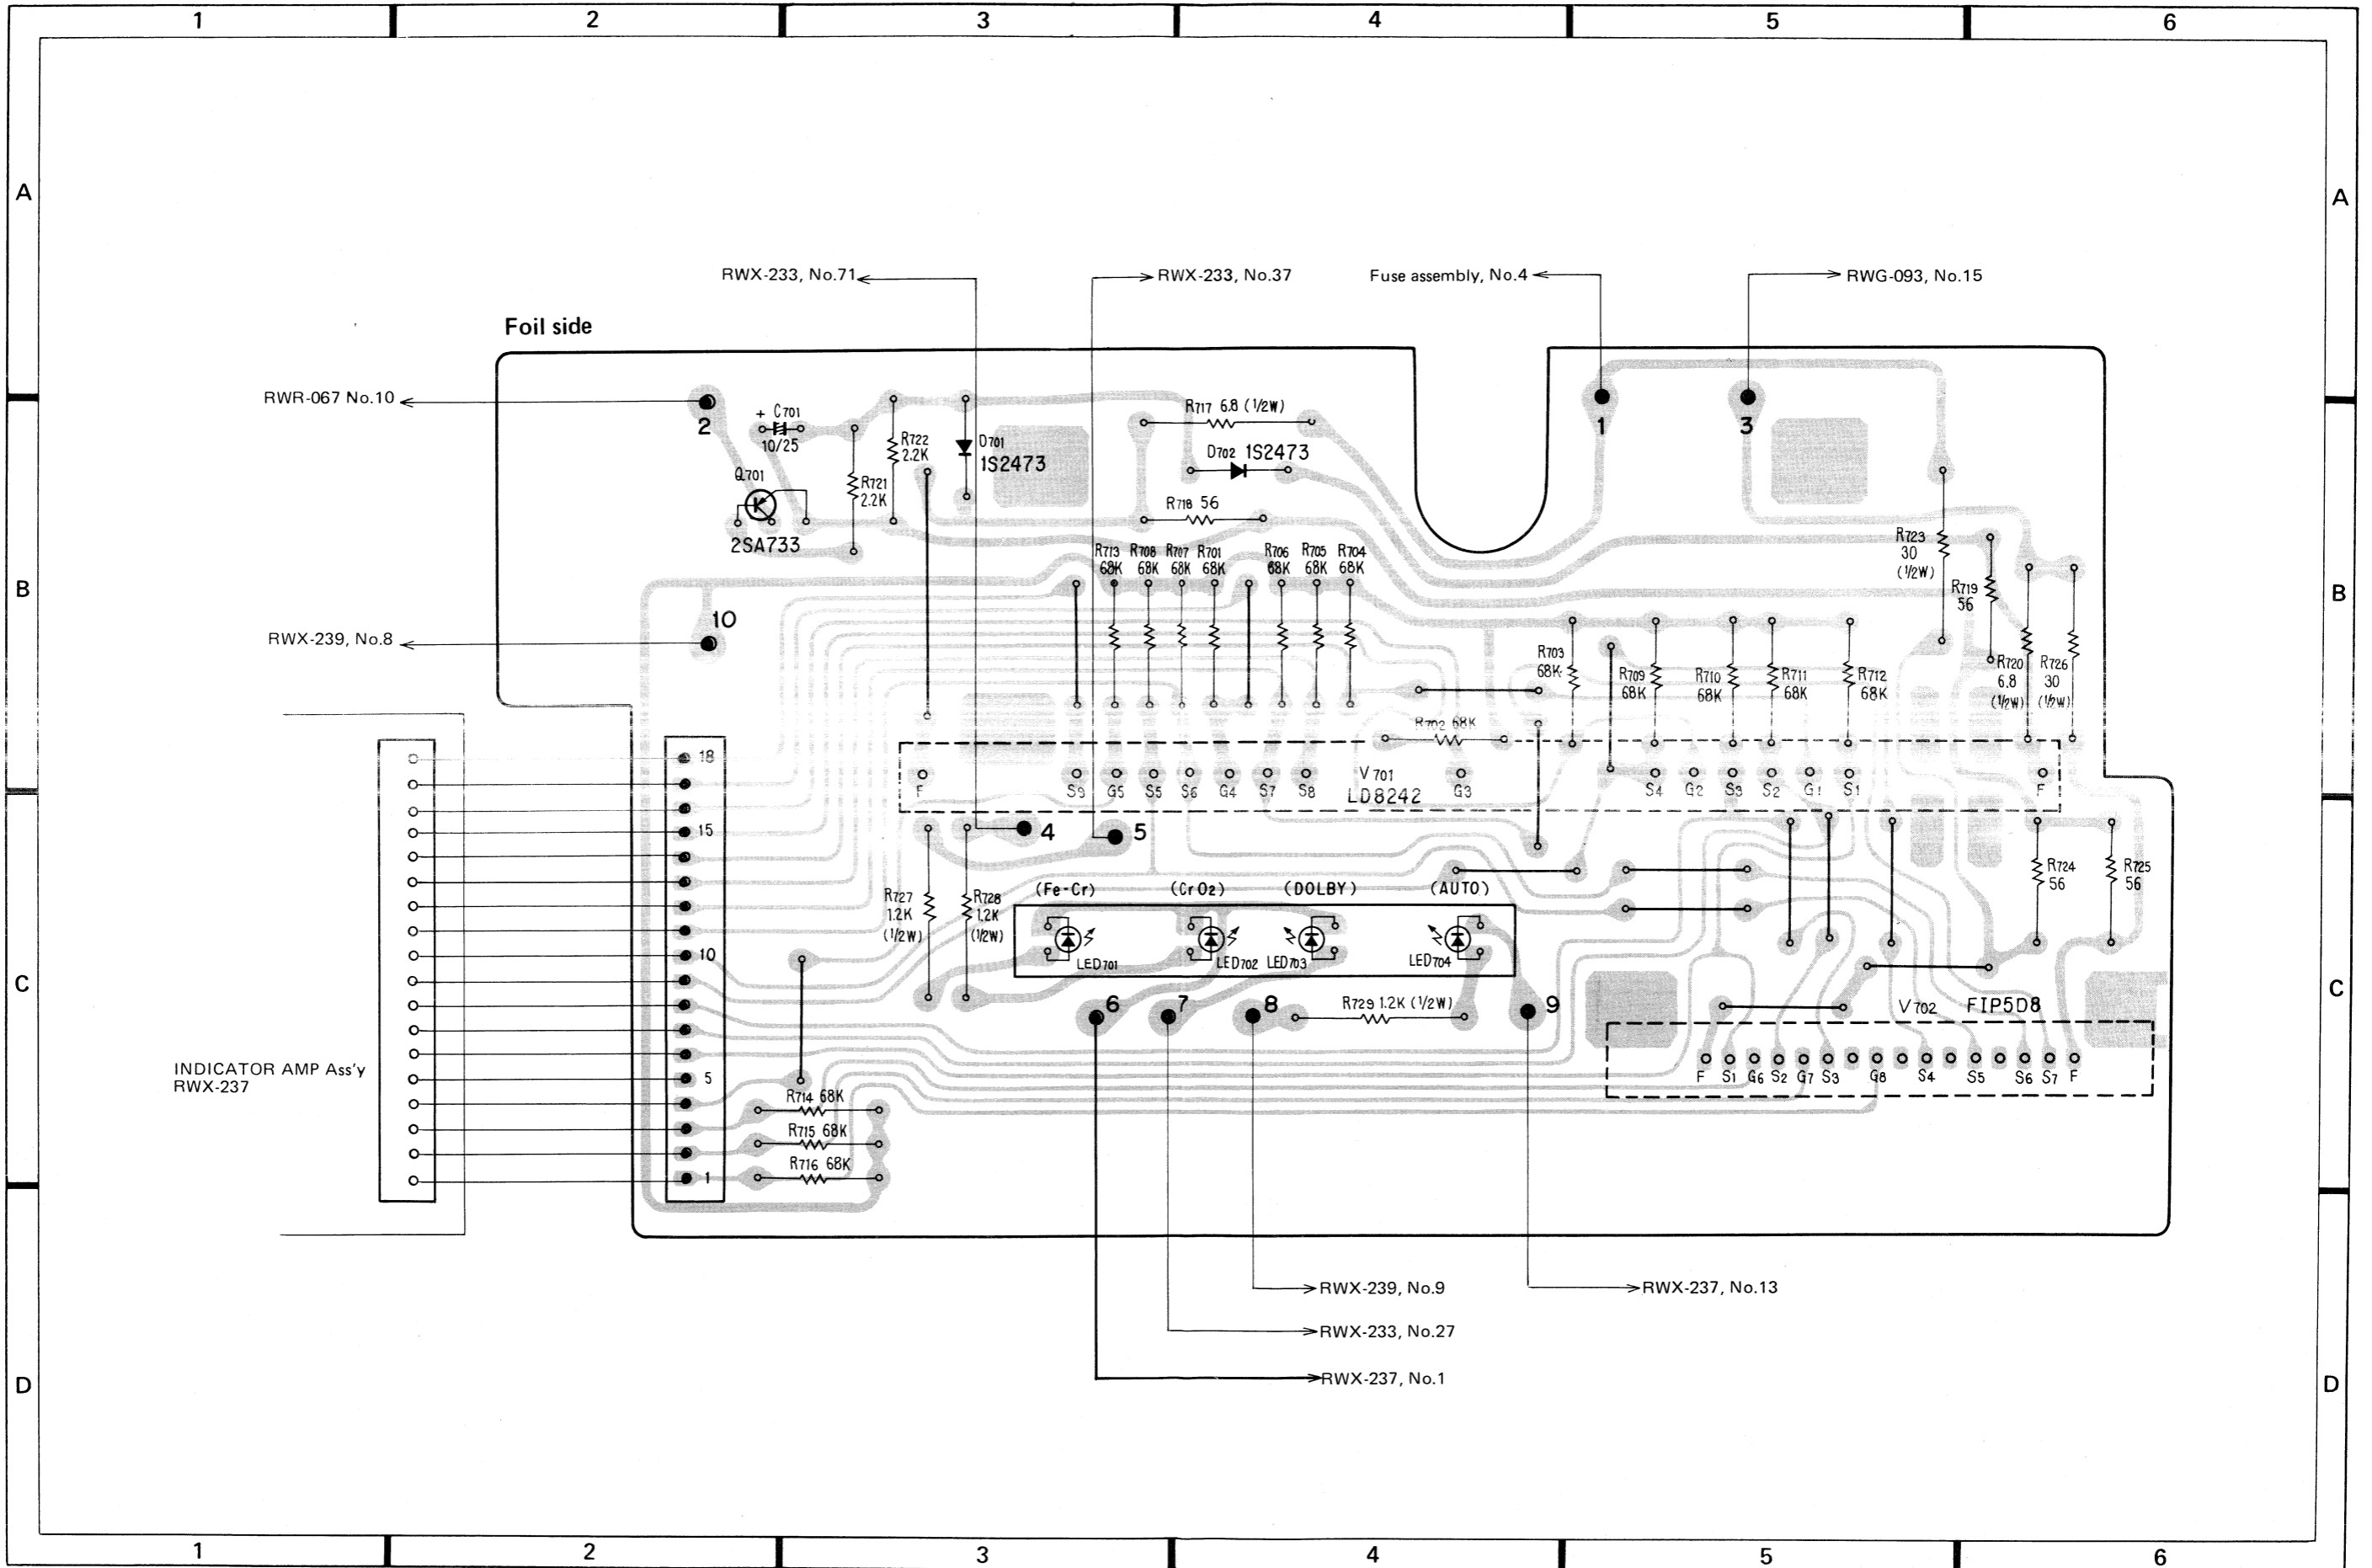 1 2 3 4 5 6
A A
RWX-233, No.71 RWX-233, No.37 Fuse assembly, No.4 RWG-093, No.15
Foil side
RWR-067 No.10
2 1 3
+ C701
10/25
R717 6.8 (1/2W)
R722
2.2K
D701
1S2473
D702 1S2473
Q701
R721
2.2K
R718 56
2SA733
R723
30
(1/2W)
R713 R708 R707 R701 R706 R705 R704
68K 68K 68K 68K 68K 68K 68K
B B
R719
56
10
RWX-239, No.8
R703
68K
R709
68K
R710
68K
R711
68K
R712
68K
R720
6.8
(1/2W)
R726
30
(1/2W)
R702 68K
18
V701
LD8242
F S9 G5 S5 S6 G4 S7 S8 G3 S4 G2 S3 S2 G1 S1 F
15
4 5
R724
56
R725
56
(Fe-Cr) (CrO2) (DOLBY) (AUTO)
R727
1.2K
(1/2W)
R728
1.2K
(1/2W)
10
LED701 LED702 LED703 LED704
C C
6 7 8 9
R729 1.2K (1/2W)
V702 FIP5D8
INDICATOR AMP Ass'y
RWX-237
5
F S1 G6 S2 G7 S3 G8 S4 S5 S6 S7 F
R714 68K
R715 68K
R716 68K
1
RWX-239, No.9 RWX-237, No.13
RWX-233, No.27
RWX-237, No.1
D D
1 2 3 4 5 6